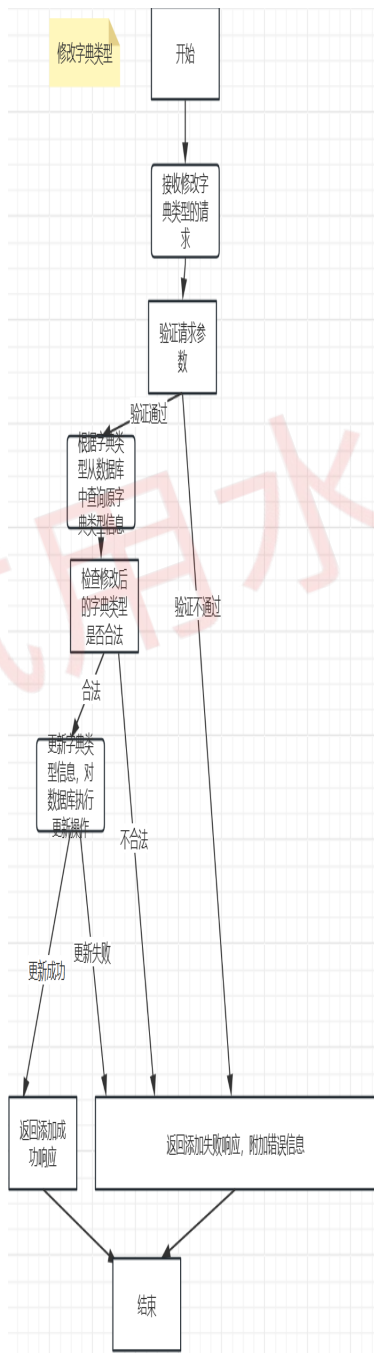 修改字典类型
开始
接收修改字
典类型的请
求
验证请求参
数
验证通过
根据字典类
型从数据库
中查询原字
典类型信息
验证不通过
检查修改后
的字典类型
是否合法
合法
更新字典类
型信息，对
数据库执行
更新操作
不合法
更新失败
更新成功
返回添加成
功响应
返回添加失败响应，附加错误信息
结束
用水